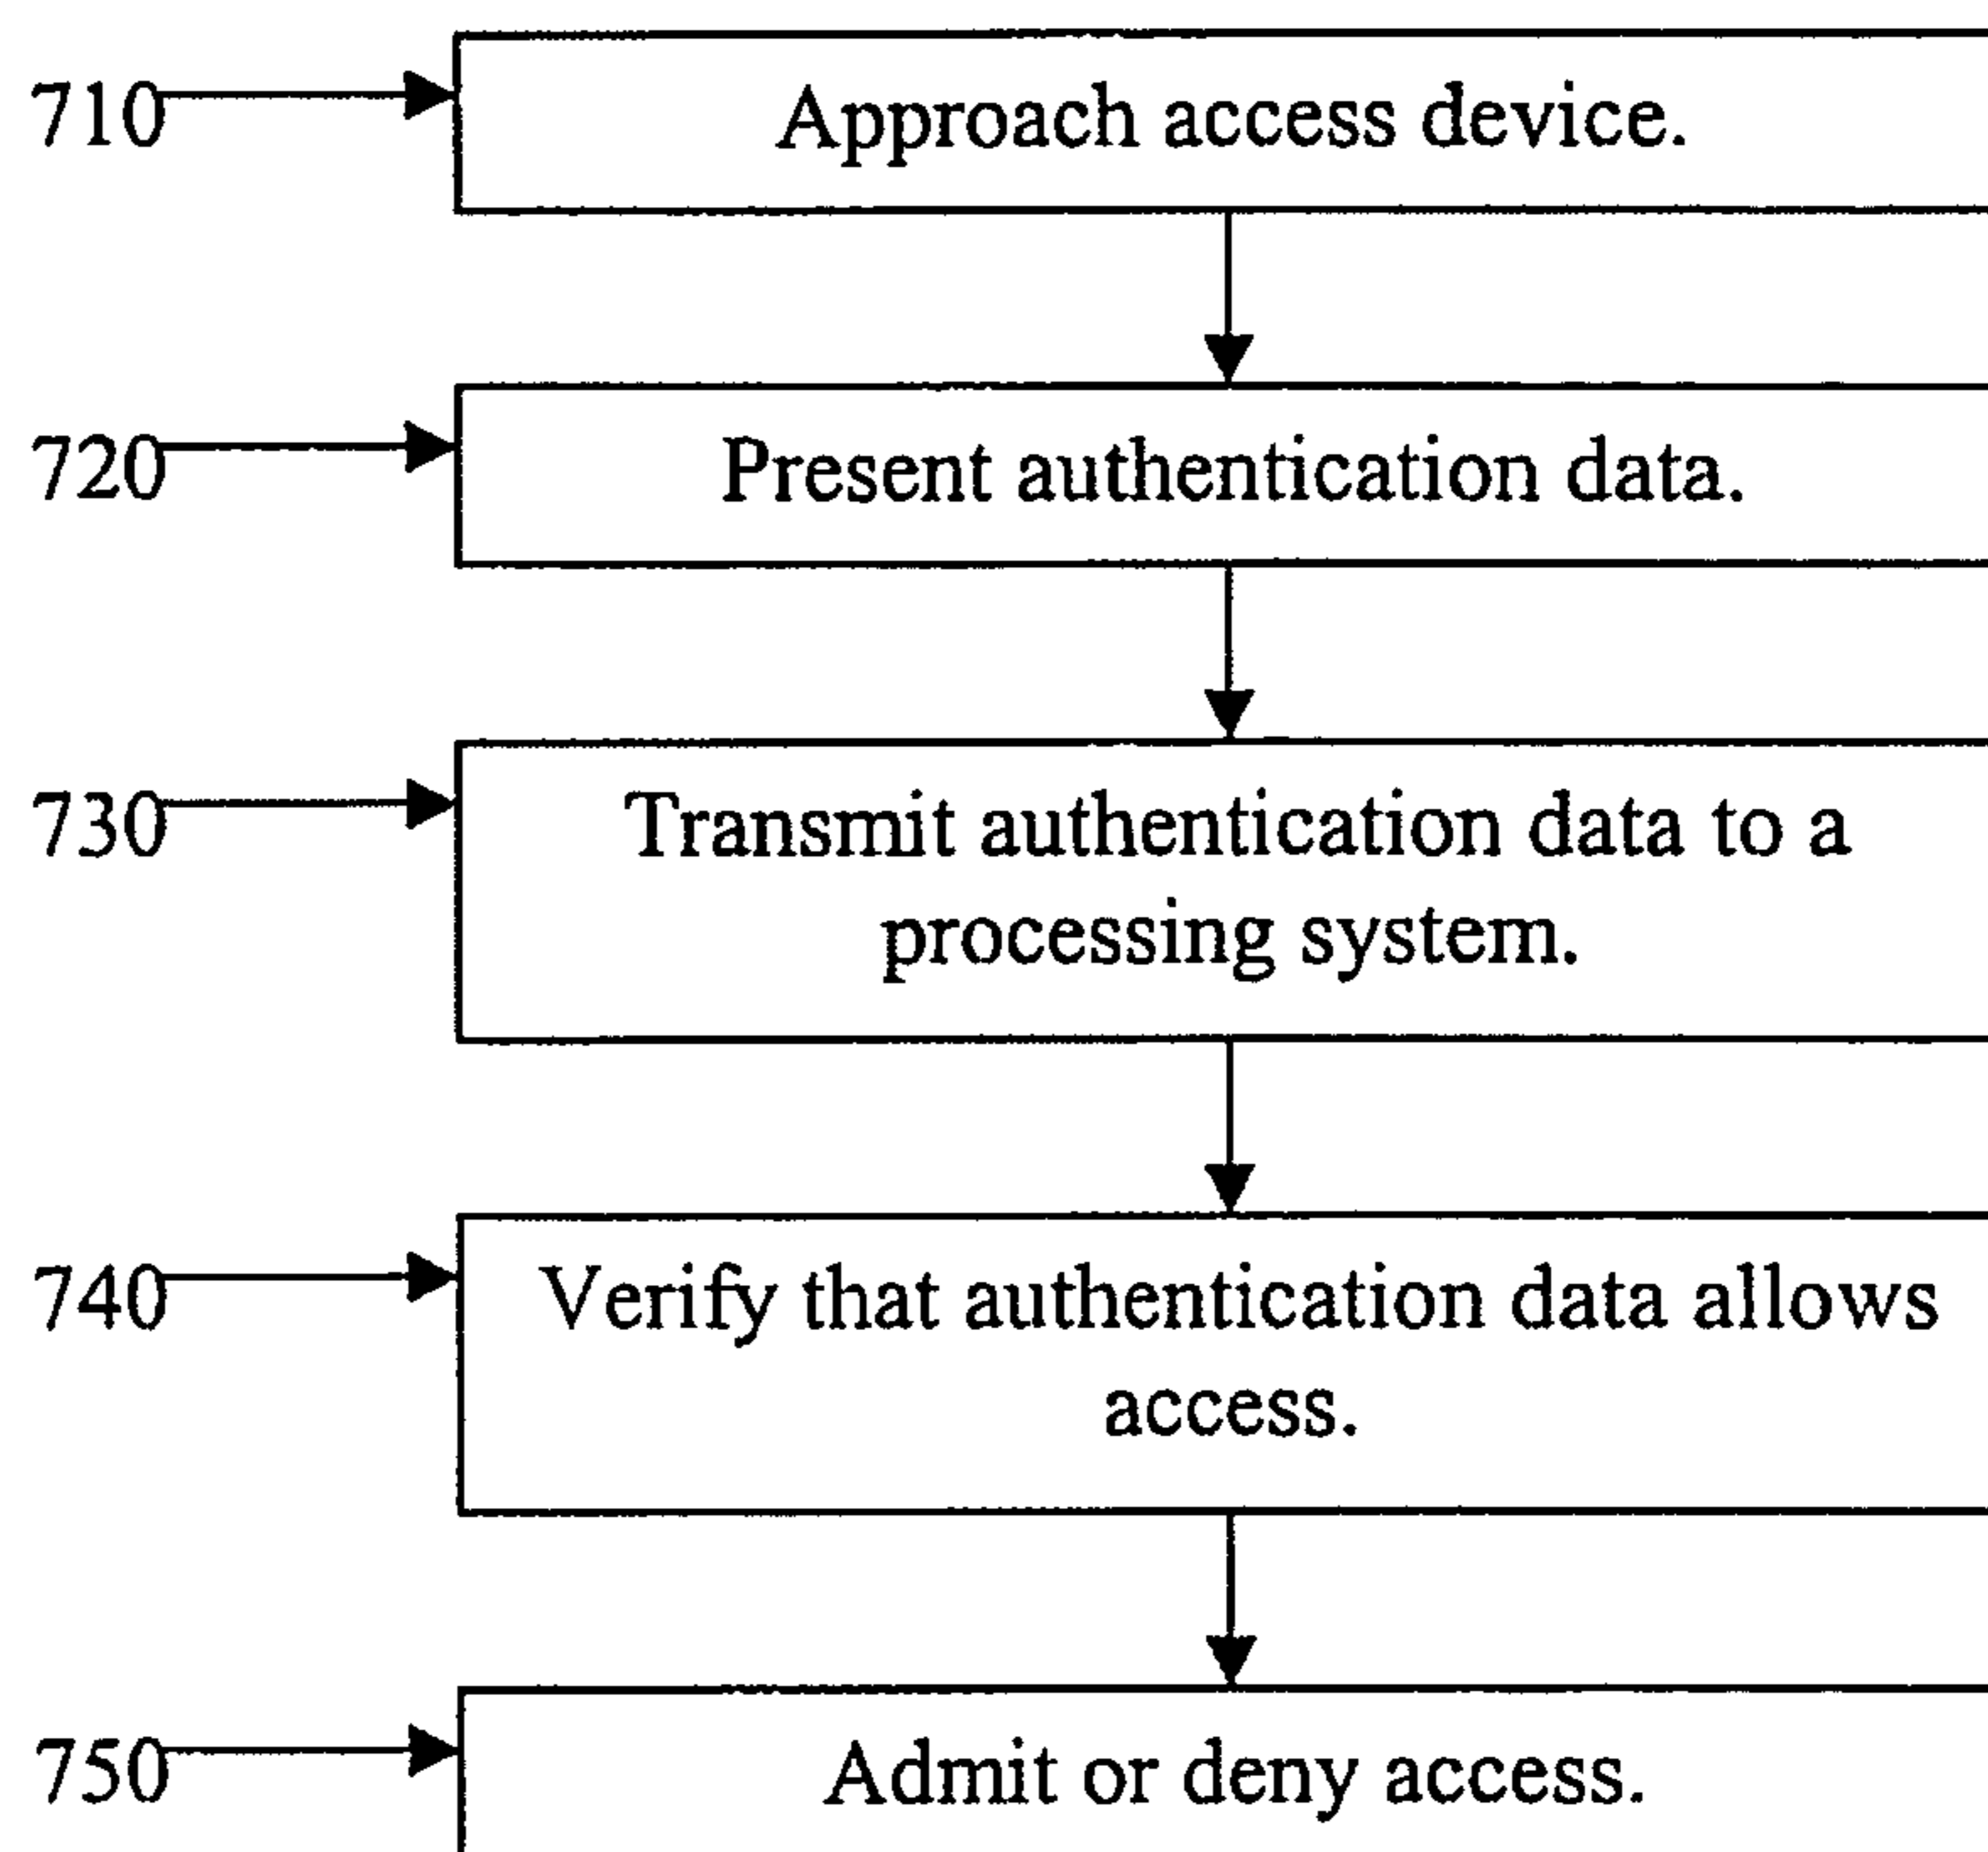 710
Approach access device.
720
Present authentication data.
730
Transmit authentication data to a
processing system.
740
Verify that authentication data allows
access.
750
Admit or deny access.